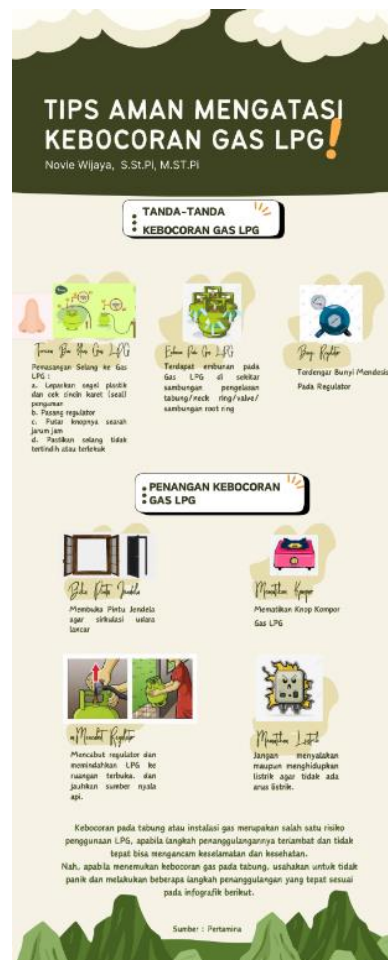 TIPS AMAN MENGATASI
KEBOCORAN GAS LPG!
Novie Wijaya, S.St.Pi, M.ST.Pi
TANDA-TANDA
KEBOCORAN GAS LPG
Gas LPG
Pemasangan Selang ke Gas
LPG :
a. Lepaskan segel plastik
dan cek cincin karet (seal)
pengaman
b. Pasang regulator
c. Putar knopnya searah
jarum jam
d. Pastikan selang tidak
tertindih atau tertekuk
Gas LPG
Terdapat embunan pada
Gas LPG di sekitar
sambungan pengelasan
tabung/neck ring/valve/
sambungan root ring
Bunyi Regulator
Terdengar Bunyi Mendesis
Pada Regulator
PENANGAN KEBOCORAN
GAS LPG
Buka Pintu Jendela
Membuka Pintu Jendela
agar sirkulasi udara
lancar
Mematikan Kompor
Mematikan Knop Kompor
Gas LPG
Mencabut Regulator
Mencabut regulator dan
memindahkan LPG ke
ruangan terbuka. dan
jauhkan sumber nyala
api.
Mematikan Listrik
Jangan menyalakan
maupun menghidupkan
listrik agar tidak ada
arus listrik.
Kebocoran pada tabung atau instalasi gas merupakan salah satu risiko
penggunaan LPG, apabila langkah penanggulangannya terlambat dan tidak
tepat bisa mengancam keselamatan dan kesehatan.
Nah, apabila menemukan kebocoran gas pada tabung, usahakan untuk tidak
panik dan melakukan beberapa langkah penanggulangan yang tepat sesuai
pada infografik berikut.
Sumber : Pertamina